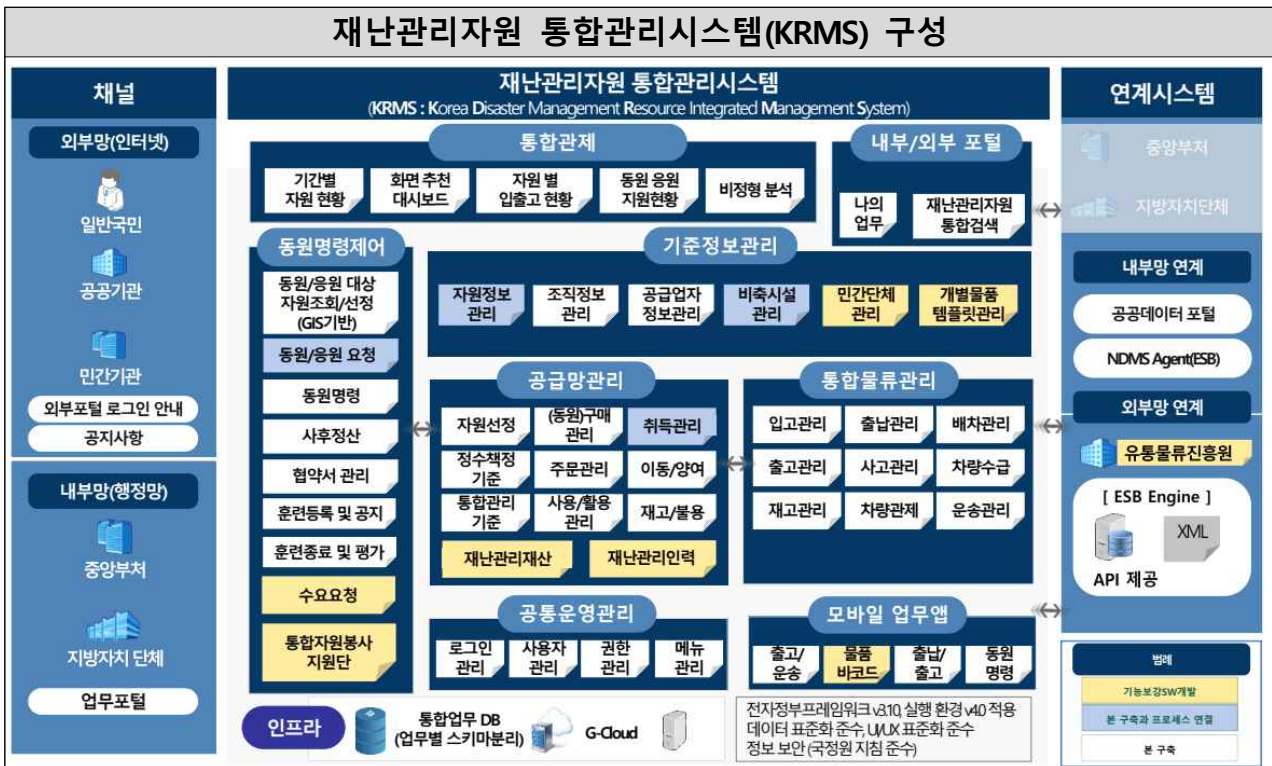 재난관리자원 통합관리시스템(KRMS) 구성
채널
외부망(인터넷)
일반국민
공공기관
민간기관
외부포털 로그인 안내
공지사항
내부망(행정망)
중앙부처
지방자치 단체
업무포털
재난관리자원 통합관리시스템
(KRMS : Korea Disaster Management Resource Integrated Management System)
통합관제
기간별
자원 현황
화면 추천
대시보드
자원 별
입출고 현황
동원 응원
지원현황
비정형 분석
내부/외부 포털
나의
업무
재난관리자원
통합검색
동원명령제어
동원/응원 대상
자원조회/선정
(GIS기반)
동원/응원 요청
동원명령
사후정산
협약서 관리
훈련등록 및 공지
훈련종료 및 평가
수요요청
통합자원봉사
지원단
기준정보관리
자원정보
관리
조직정보
관리
공급업자
정보관리
비축시설
관리
민간단체
관리
개별물품
템플릿관리
공급망관리
자원선정
(동원)구매
관리
취득관리
정수책정
기준
주문관리
이동/양여
통합관리
기준
사용/활용
관리
재고/불용
재난관리재산
재난관리인력
통합물류관리
입고관리
출납관리
배차관리
출고관리
사고관리
차량수급
재고관리
차량관제
운송관리
공통운영관리
로그인
관리
사용자
관리
권한
관리
메뉴
관리
모바일 업무앱
출고/
운송
물품
바코드
출납/
출고
동원
명령
인프라
통합업무 DB
(업무별 스키마분리)
G-Cloud
전자정부프레임워크 v3.10, 실행 환경 v4.0 적용
데이터 표준화 준수, UI/UX 표준화 준수
정보 보안 (국정원 지침 준수)
연계시스템
중앙부처
지방자치단체
내부망 연계
공공데이터 포털
NDMS Agent(ESB)
외부망 연계
유통물류진흥원
[ ESB Engine ]
XML
API 제공
범례
기능보강SW개발
본 구축과 프로세스 연결
본 구축